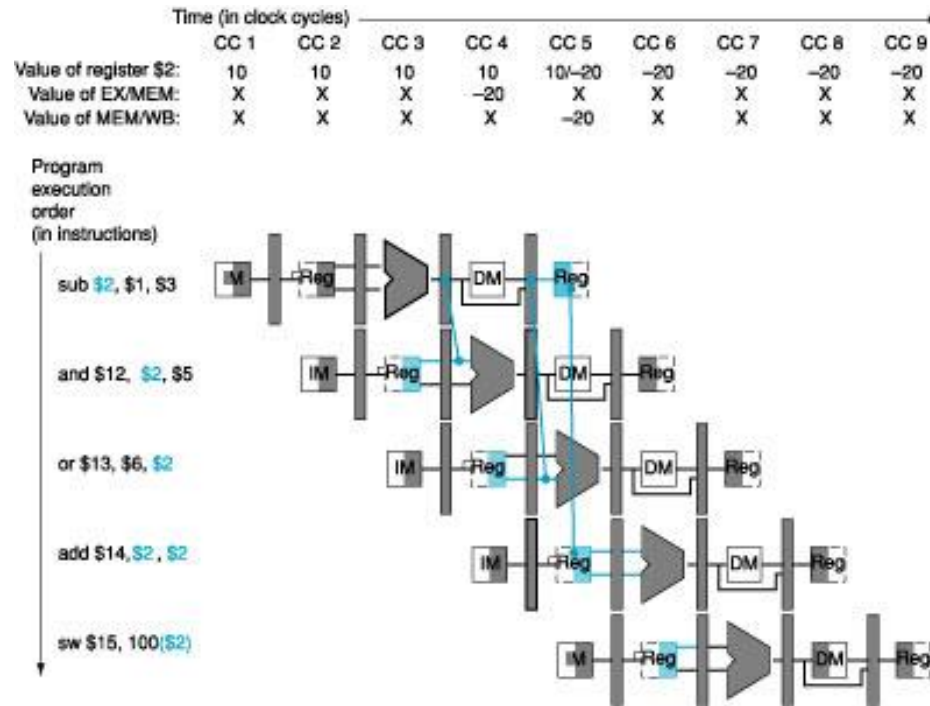 Time (in clock cycles)
CC 1 CC 2 CC 3 CC 4 CC 5 CC 6 CC 7 CC 8 CC 9
Value of register $2: 10 10 10 10 10/–20 –20 –20 –20 –20
Value of EX/MEM: X X X –20 X X X X X
Value of MEM/WB: X X X X –20 X X X X
Program
execution
order
(in instructions)
sub $2, $1, $3
IM Reg DM Reg
and $12, $2, $5
IM Reg DM Reg
or $13, $6, $2
IM Reg DM Reg
add $14,$2 , $2
IM Reg DM Reg
sw $15, 100($2)
IM Reg DM Reg